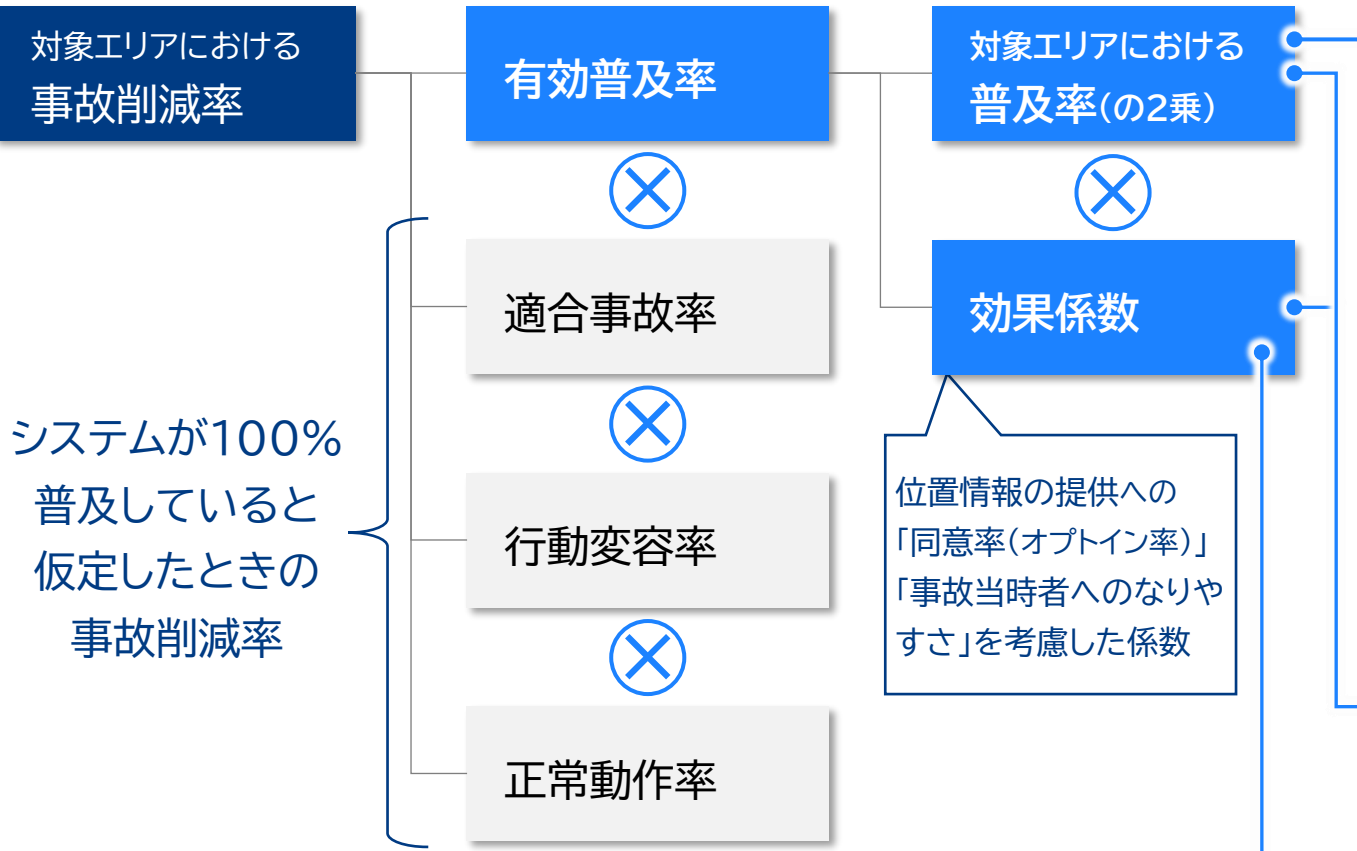 対象エリアにおける
事故削減率
有効普及率
対象エリアにおける
普及率(の2乗)
適合事故率
効果係数
システムが100%
普及していると
仮定したときの
事故削減率
行動変容率
位置情報の提供への
「同意率(オプトイン率)」
「事故当時者へのなりや
すさ」を考慮した係数
正常動作率